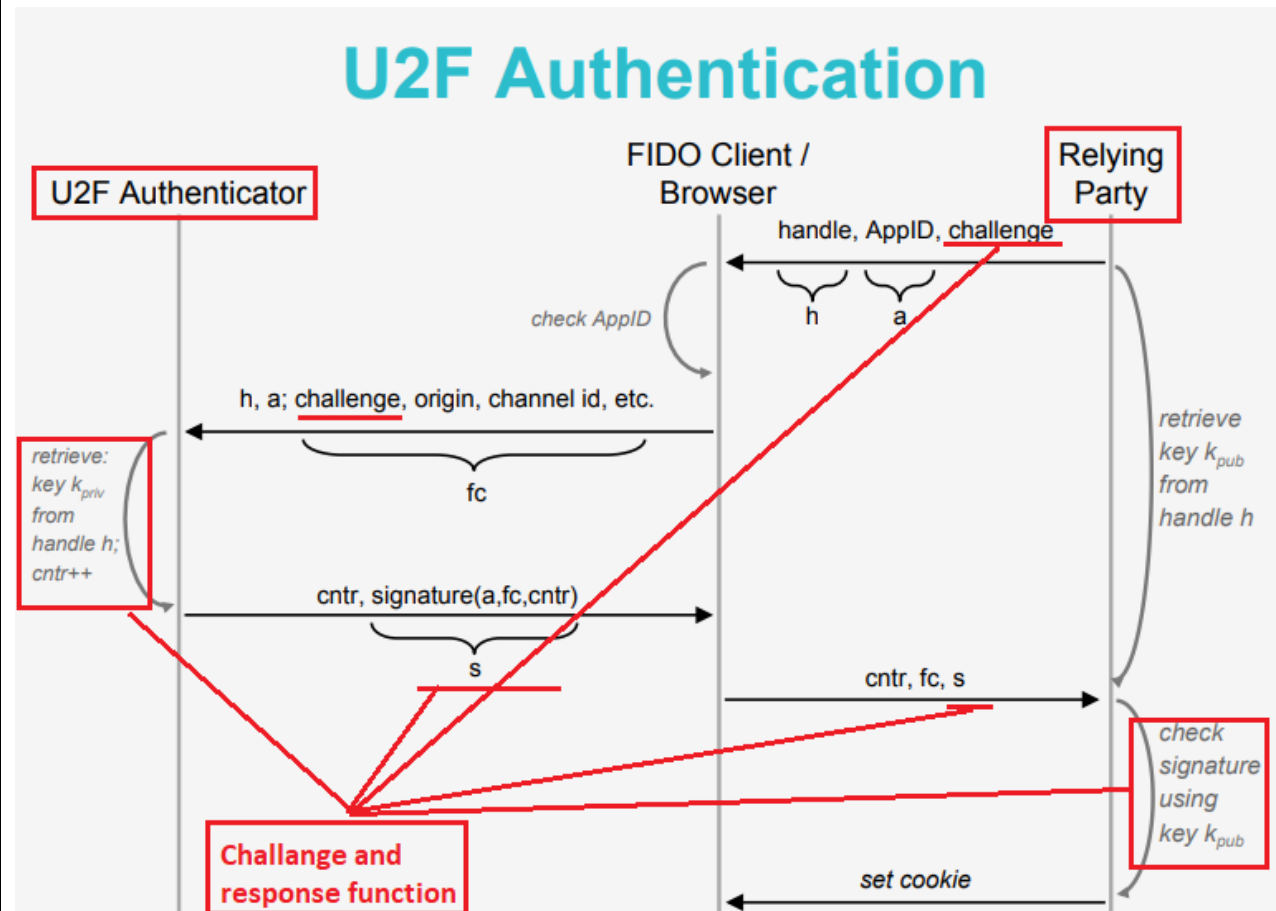 U2F Authentication
FIDO Client /
Browser
Relying
Party
U2F Authenticator
handle, AppID, challenge
h
a
check AppID
h, a; challenge, origin, channel id, etc.
fc
retrieve
key kpub
from
handle h
retrieve:
key kpriv
from
handle h;
cntr++
cntr, signature(a,fc,cntr)
s
cntr, fc, s
check
signature
using
key kpub
Challange and
response function
set cookie